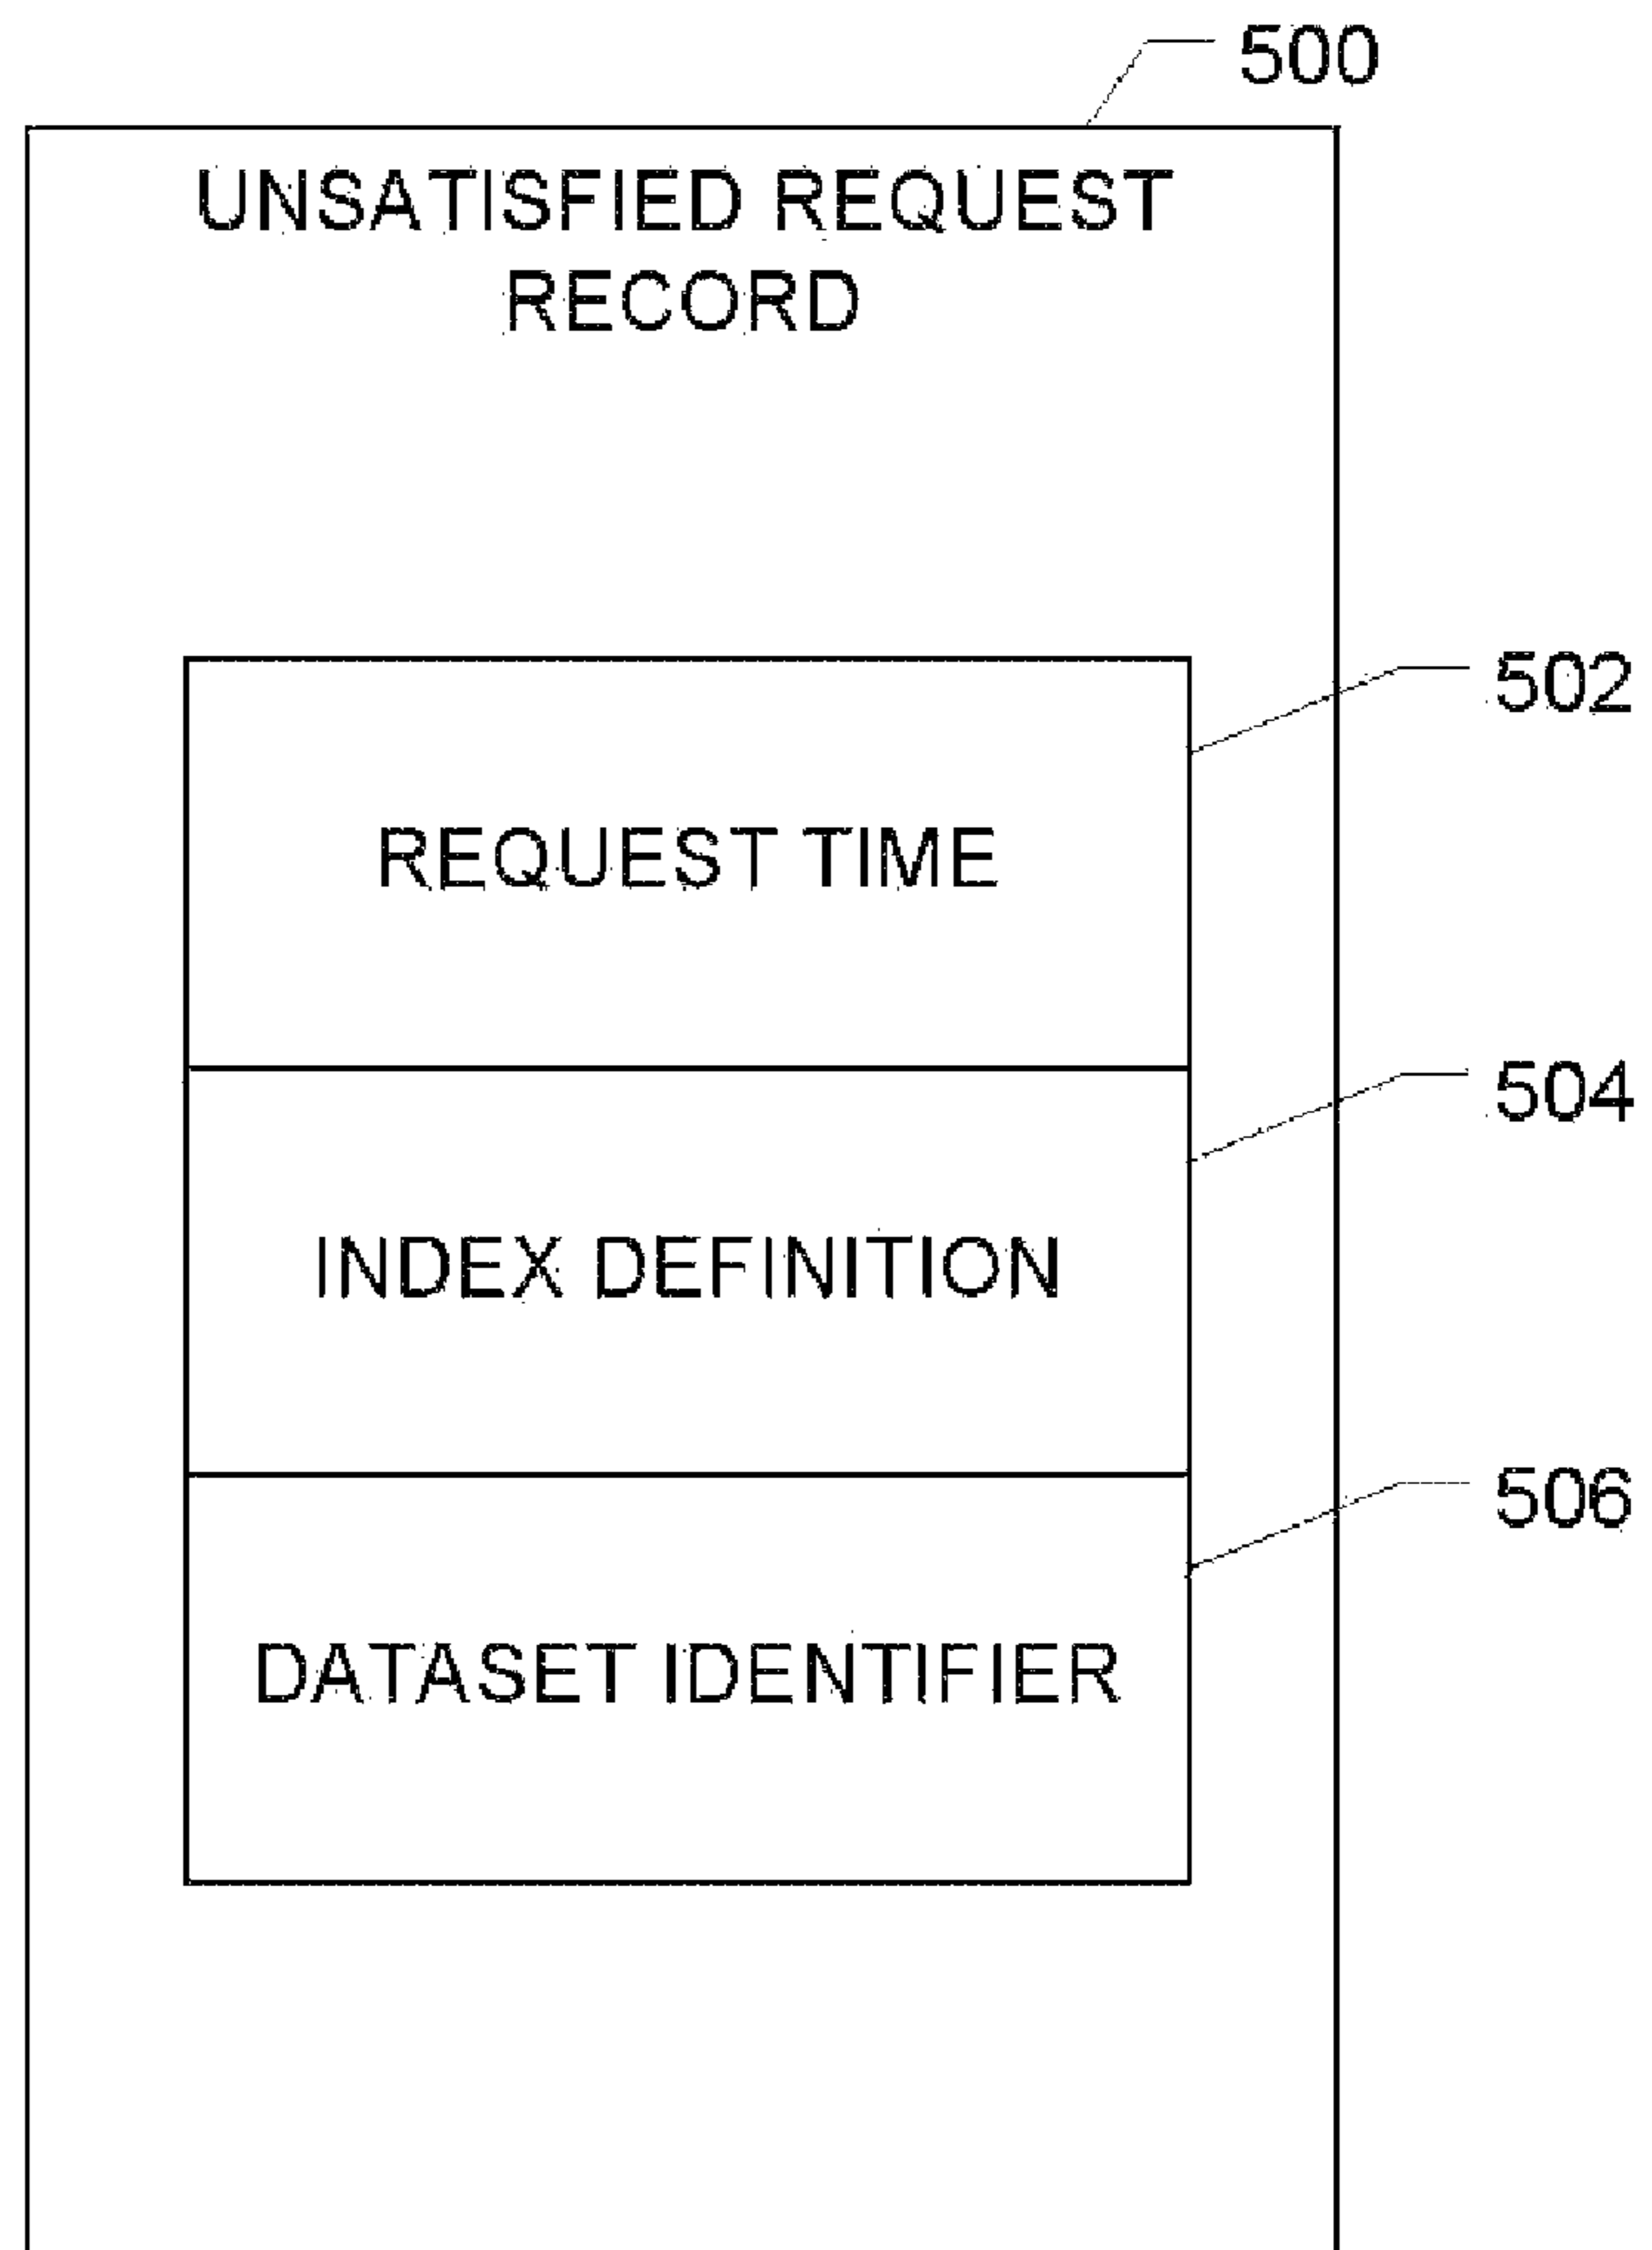 500
UNSATISFIED REQUEST
RECORD
502
REQUEST TIME
504
INDEX DEFINITION
506
DATASET IDENTIFIER